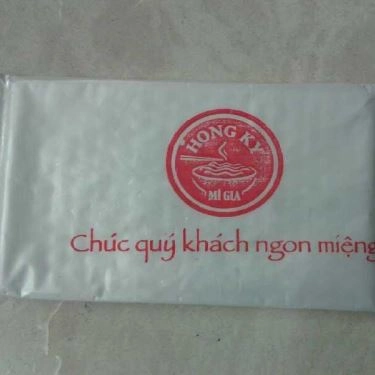 HONG KY
MÌ GIA
Chúc quý khách ngon miệng